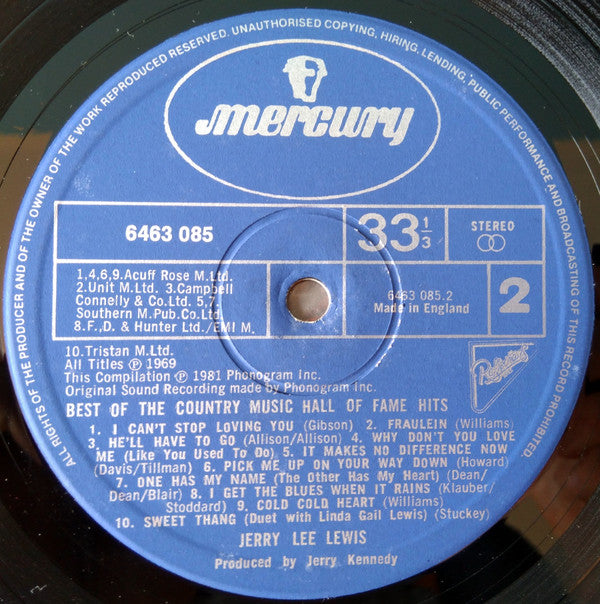 ALL RIGHTS OF THE PRODUCER AND OF THE OWNER OF THE WORK REPRODUCED RESERVED. UNAUTHORISED COPYING, HIRING, LENDING, PUBLIC PERFORMANCE AND BROADCASTING OF THIS RECORD PROHIBITED.
mercury
6463 085
33 1/3
STEREO
1,4,6,9. Acuff Rose M. Ltd.
2. Unit M. Ltd. 3. Campbell
Connelly & Co. Ltd. 5,7.
Southern M. Pub. Co. Ltd.
8. F., D. & Hunter Ltd./EMI M.
6463 085.2
Made in England
2
10. Tristan M. Ltd.
All Titles ℗ 1969
This Compilation ℗ 1981 Phonogram Inc.
Original Sound Recording made by Phonogram Inc.
BEST OF THE COUNTRY MUSIC HALL OF FAME HITS
1. I CAN'T STOP LOVING YOU (Gibson) 2. FRAULEIN (Williams)
3. HE'LL HAVE TO GO (Allison/Allison) 4. WHY DON'T YOU LOVE
ME (Like You Used To Do) 5. IT MAKES NO DIFFERENCE NOW
(Davis/Tillman) 6. PICK ME UP ON YOUR WAY DOWN (Howard)
7. ONE HAS MY NAME (The Other Has My Heart) (Dean/
Dean/Blair) 8. I GET THE BLUES WHEN IT RAINS (Klauber/
Stoddard) 9. COLD COLD HEART (Williams)
10. SWEET THANG (Duet with Linda Gail Lewis) (Stuckey)
JERRY LEE LEWIS
Produced by Jerry Kennedy